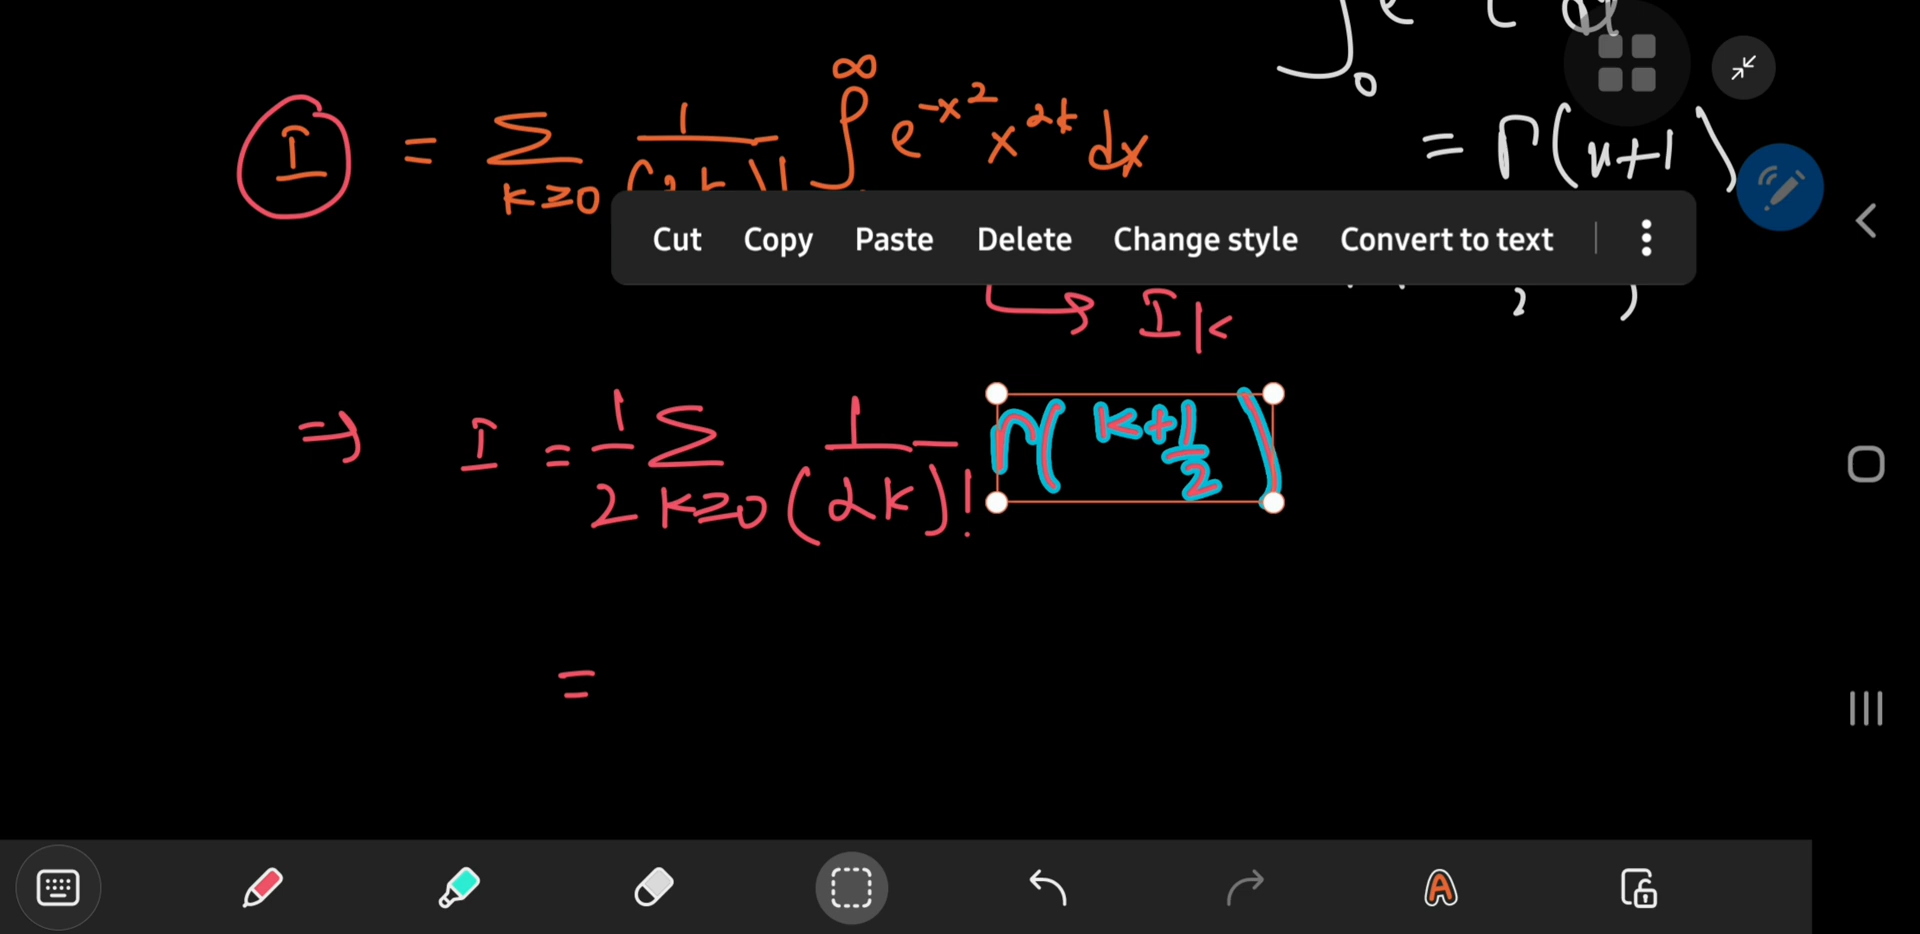 I = Σ k≥0 1/(2k)! ∫ ∞ e^-x² x^2k dx
∫ 0
= Γ(n+1)
Cut Copy Paste Delete Change style Convert to text
→ Ik
⇒ I = 1/2 Σ k≥0 1/(2k)! Γ(k+1/2)
=
A